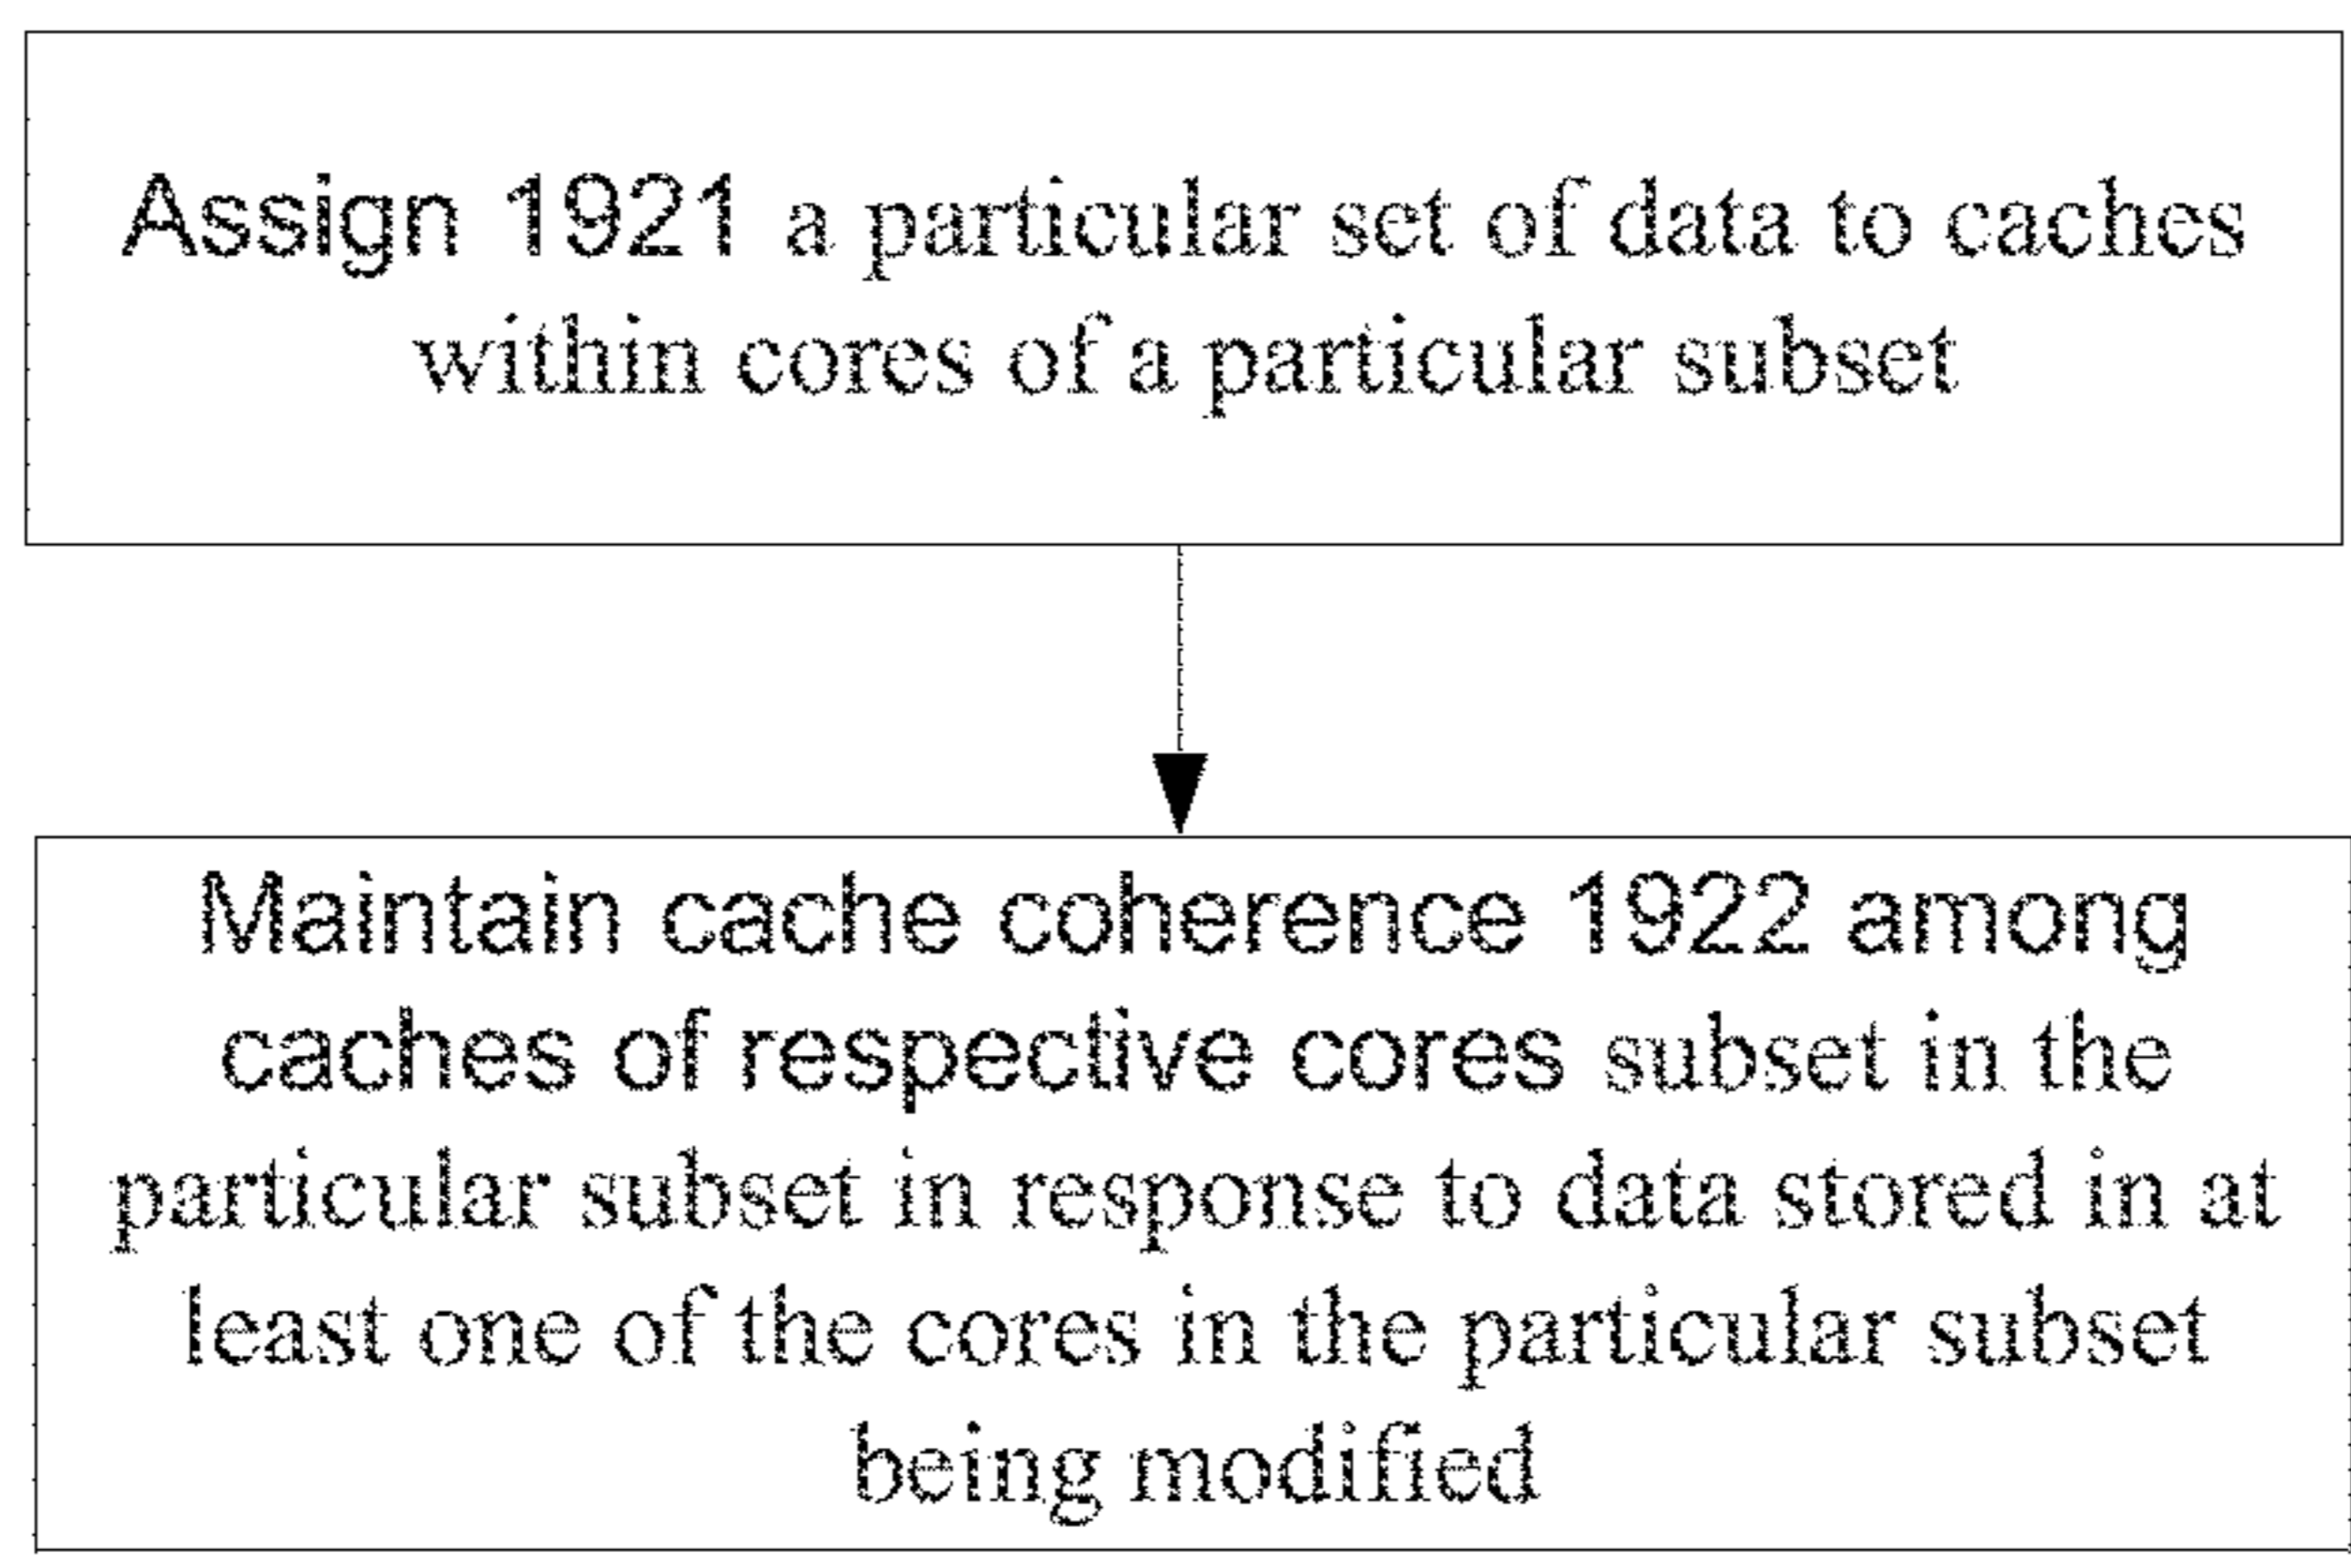 Assign 1921 a particular set of data to caches
within cores of a particular subset
Maintain cache coherence 1922 among
caches of respective cores subset in the
particular subset in response to data stored in at
least one of the cores in the particular subset
being modified